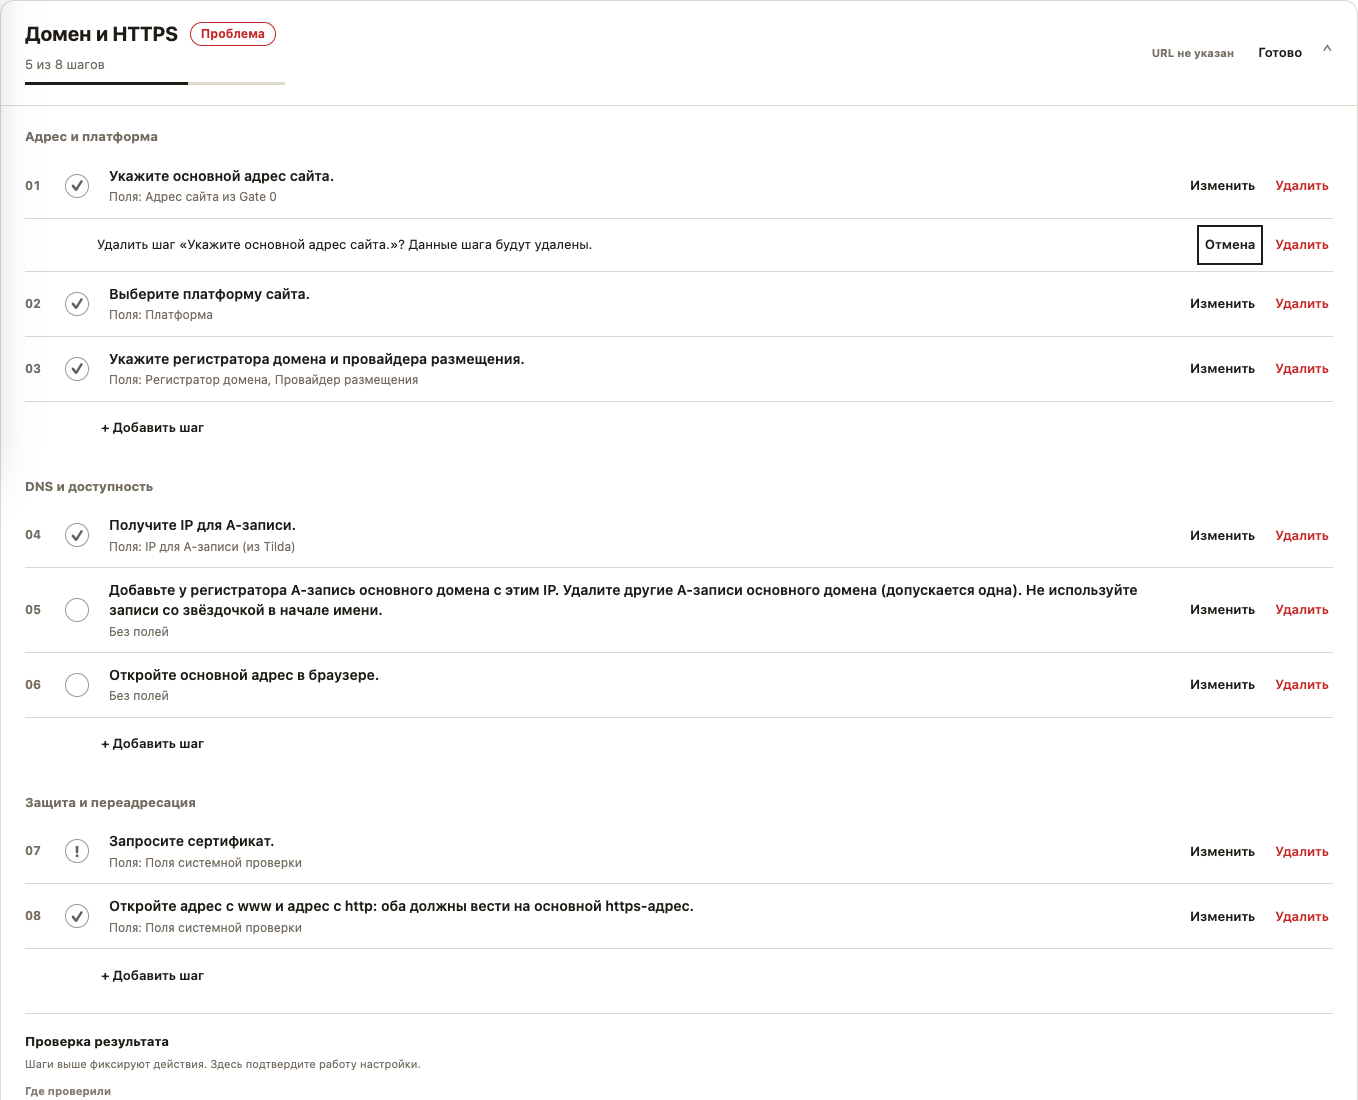 Домен и HTTPS
Проблема
5 из 8 шагов
URL не указан
Готово
Адрес и платформа
01
Укажите основной адрес сайта.
Поля: Адрес сайта из Gate 0
Изменить
Удалить
Удалить шаг «Укажите основной адрес сайта.»? Данные шага будут удалены.
Отмена
Удалить
02
Выберите платформу сайта.
Поля: Платформа
Изменить
Удалить
03
Укажите регистратора домена и провайдера размещения.
Поля: Регистратор домена, Провайдер размещения
Изменить
Удалить
+ Добавить шаг
DNS и доступность
04
Получите IP для A-записи.
Поля: IP для A-записи (из Tilda)
Изменить
Удалить
05
Добавьте у регистратора A-запись основного домена с этим IP. Удалите другие A-записи основного домена (допускается одна). Не используйте
записи со звёздочкой в начале имени.
Без полей
Изменить
Удалить
06
Откройте основной адрес в браузере.
Без полей
Изменить
Удалить
+ Добавить шаг
Защита и переадресация
07
!
Запросите сертификат.
Поля: Поля системной проверки
Изменить
Удалить
08
Откройте адрес с www и адрес с http: оба должны вести на основной https-адрес.
Поля: Поля системной проверки
Изменить
Удалить
+ Добавить шаг
Проверка результата
Шаги выше фиксируют действия. Здесь подтвердите работу настройки.
Где проверили